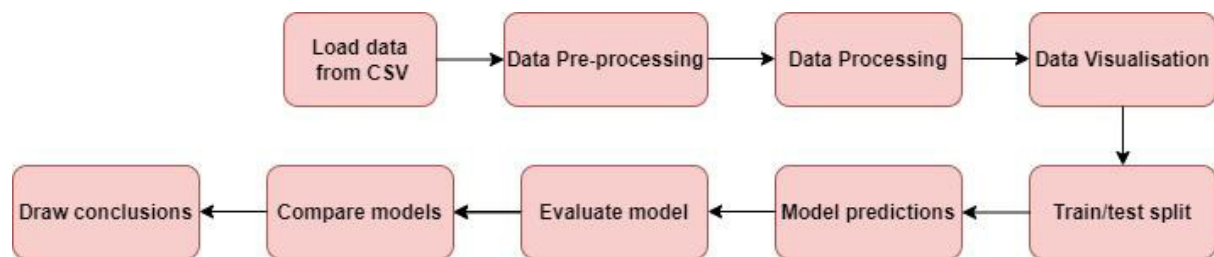 Load data
from CSV
Data Pre-processing
Data Processing
Data Visualisation
Train/test split
Model predictions
Evaluate model
Compare models
Draw conclusions